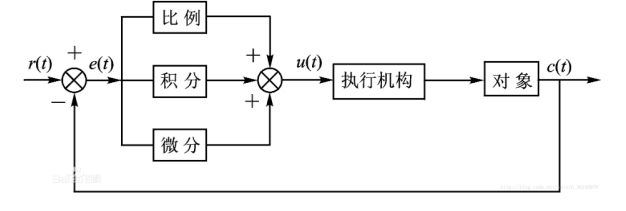 比例
+
r(t)
e(t)
+
积分
u(t)
执行机构
对象
c(t)
−
+
微分